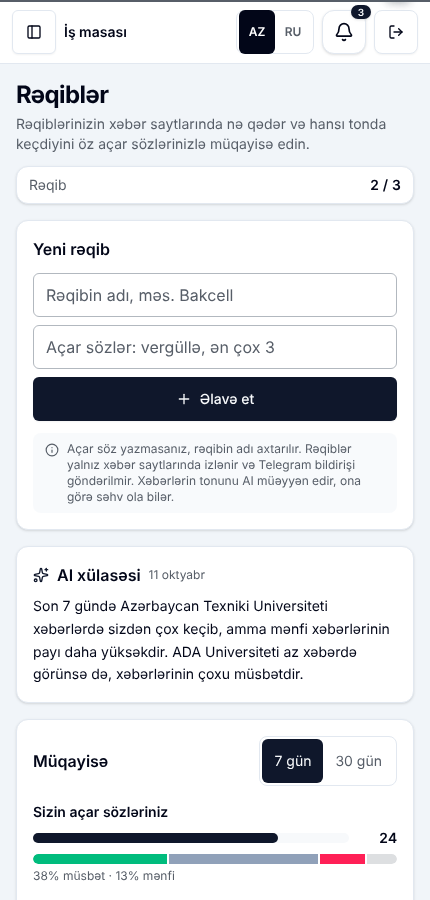 İş masası
AZ
RU
3
Rəqiblər
Rəqiblərinizin xəbər saytlarında nə qədər və hansı tonda
keçdiyini öz açar sözlərinizlə müqayisə edin.
Rəqib
2 / 3
Yeni rəqib
Rəqibin adı, məs. Bakcell
Açar sözlər: vergüllə, ən çox 3
+ Əlavə et
Açar söz yazmasanız, rəqibin adı axtarılır. Rəqiblər
yalnız xəbər saytlarında izlənir və Telegram bildirişi
göndərilmir. Xəbərlərin tonunu AI müəyyən edir, ona
görə səhv ola bilər.
AI xülasəsi 11 oktyabr
Son 7 gündə Azərbaycan Texniki Universiteti
xəbərlərdə sizdən çox keçib, amma mənfi xəbərlərinin
payı daha yüksəkdir. ADA Universiteti az xəbərdə
görünsə də, xəbərlərinin çoxu müsbətdir.
Müqayisə
7 gün
30 gün
Sizin açar sözləriniz
24
38% müsbət · 13% mənfi